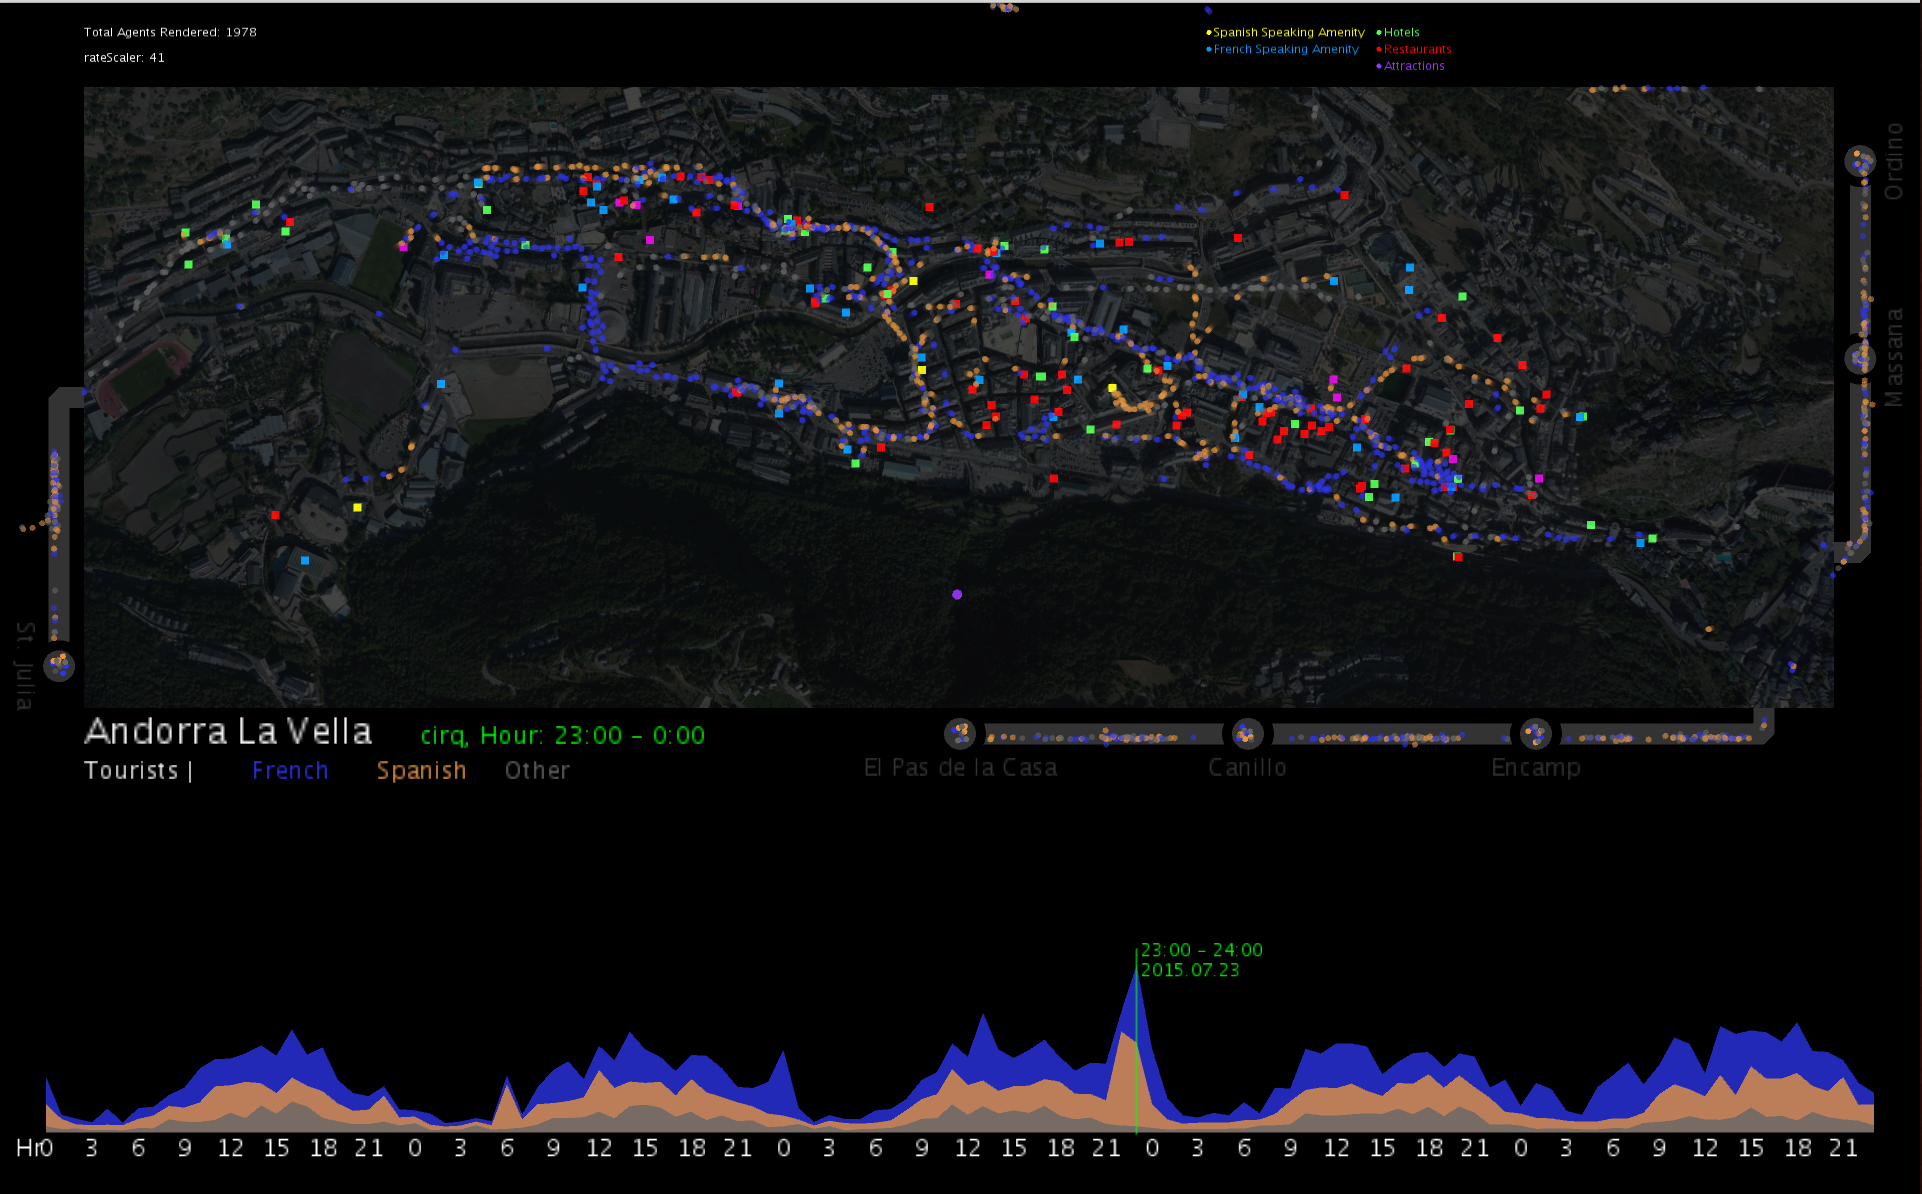 Total Agents Rendered: 1978
rateScaler: 41
Spanish Speaking Amenity
French Speaking Amenity
Hotels
Restaurants
Attractions
Ordino
Massana
St. Julia
Andorra La Vella
cirq, Hour: 23:00 - 0:00
Tourists |
French
Spanish
Other
El Pas de la Casa
Canillo
Encamp
23:00 - 24:00
2015.07.23
Hr 0 3 6 9 12 15 18 21 0 3 6 9 12 15 18 21 0 3 6 9 12 15 18 21 0 3 6 9 12 15 18 21 0 3 6 9 12 15 18 21